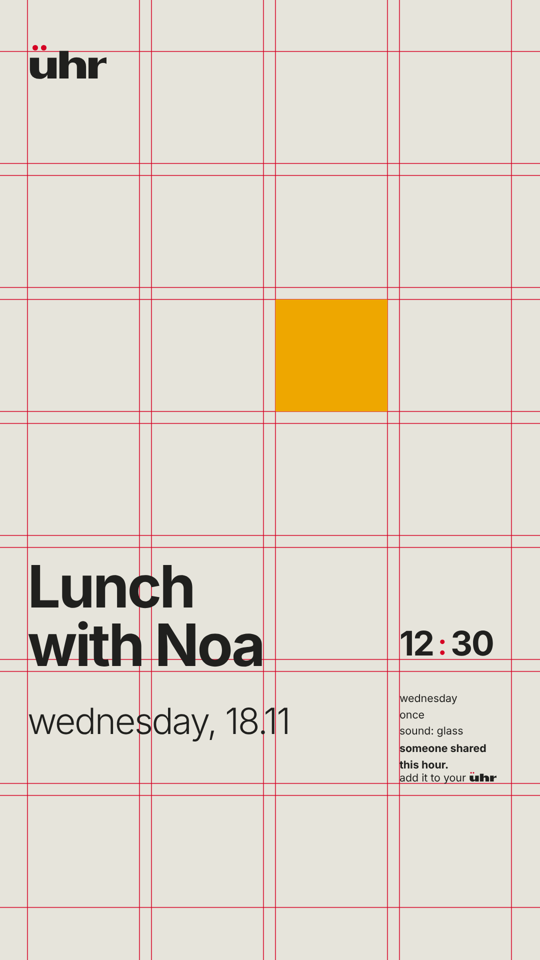 ühr
Lunch
with Noa
12:30
wednesday, 18.11
wednesday
once
sound: glass
someone shared
this hour.
add it to your ühr